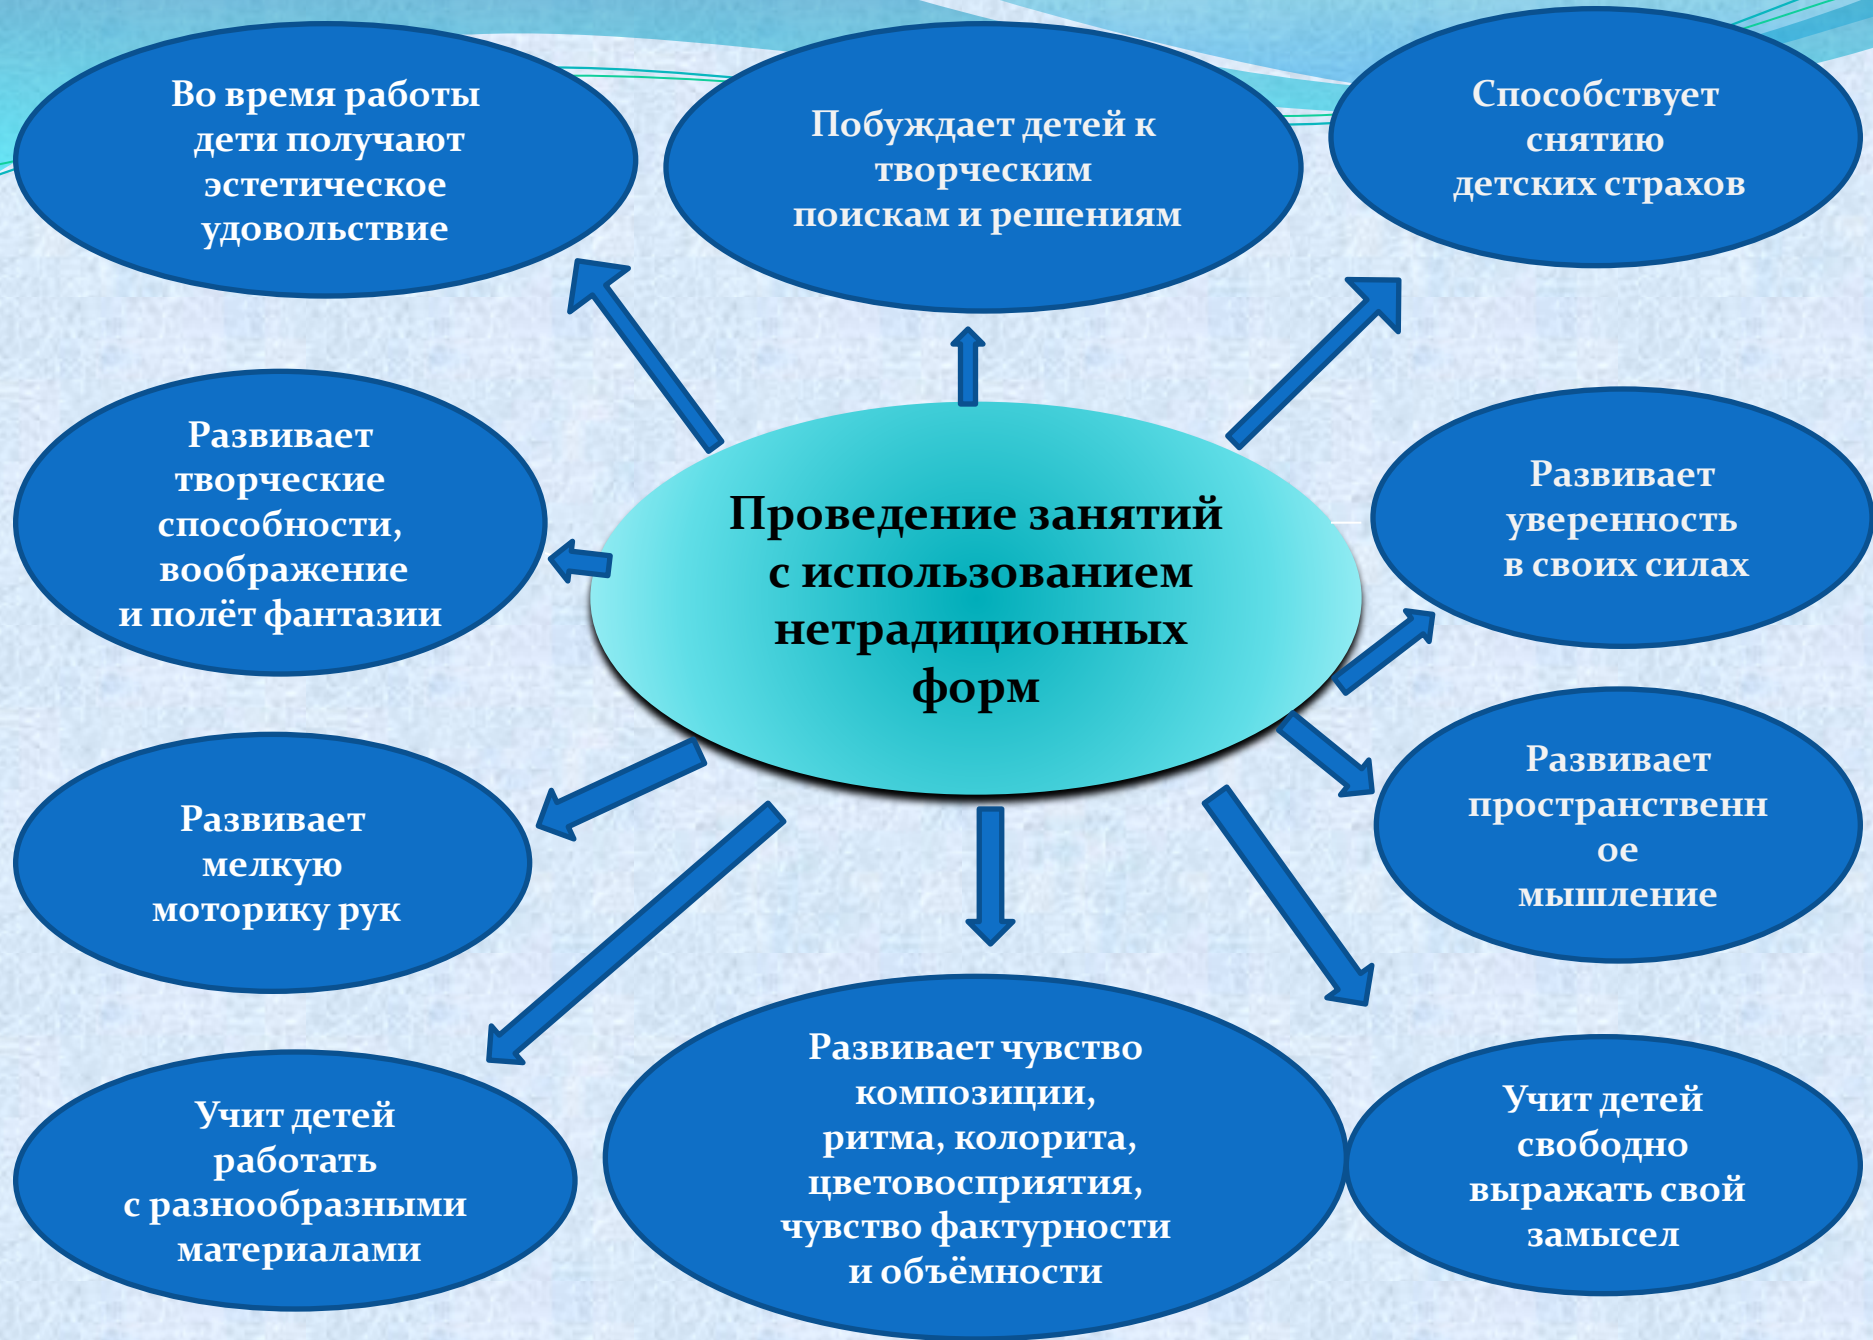 Во время работы
дети получают
эстетическое
удовольствие
Побуждает детей к
творческим
поискам и решениям
Способствует
снятию
детских страхов
Развивает
творческие
способности,
воображение
и полёт фантазии
Проведение занятий
с использованием
нетрадиционных
форм
Развивает
уверенность
в своих силах
Развивает
мелкую
моторику рук
Развивает
пространственн
ое
мышление
Учит детей
работать
с разнообразными
материалами
Развивает чувство
композиции,
ритма, колорита,
цветовосприятия,
чувство фактурности
и объёмности
Учит детей
свободно
выражать свой
замысел